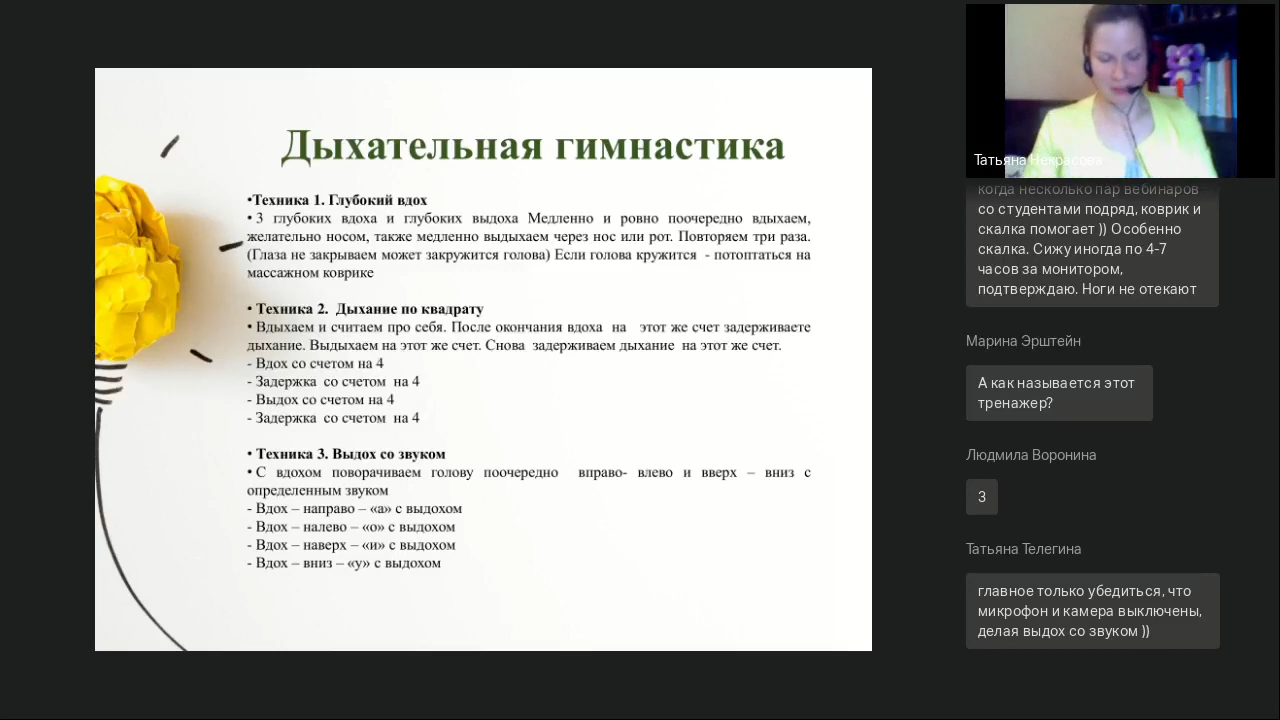 Дыхательная гимнастика
•Техника 1. Глубокий вдох
• 3 глубоких вдоха и глубоких выдоха Медленно и ровно поочередно вдыхаем,
желательно носом, также медленно выдыхаем через нос или рот. Повторяем три раза.
(Глаза не закрываем может закружится голова) Если голова кружится - потоптаться на
массажном коврике
• Техника 2. Дыхание по квадрату
• Вдыхаем и считаем про себя. После окончания вдоха на этот же счет задерживаете
дыхание. Выдыхаем на этот же счет. Снова задерживаем дыхание на этот же счет.
- Вдох со счетом на 4
- Задержка со счетом на 4
- Выдох со счетом на 4
- Задержка со счетом на 4
• Техника 3. Выдох со звуком
• С вдохом поворачиваем голову поочередно вправо- влево и вверх – вниз с
определенным звуком
- Вдох – направо – «а» с выдохом
- Вдох – налево – «о» с выдохом
- Вдох – наверх – «и» с выдохом
- Вдох – вниз – «у» с выдохом
Татьяна Некрасова
когда несколько пар вебинаров
со студентами подряд, коврик и
скалка помогает )) Особенно
скалка. Сижу иногда по 4-7
часов за монитором,
подтверждаю. Ноги не отекают
Марина Эрштейн
А как называется этот
тренажер?
Людмила Воронина
3
Татьяна Телегина
главное только убедиться, что
микрофон и камера выключены,
делая выдох со звуком ))